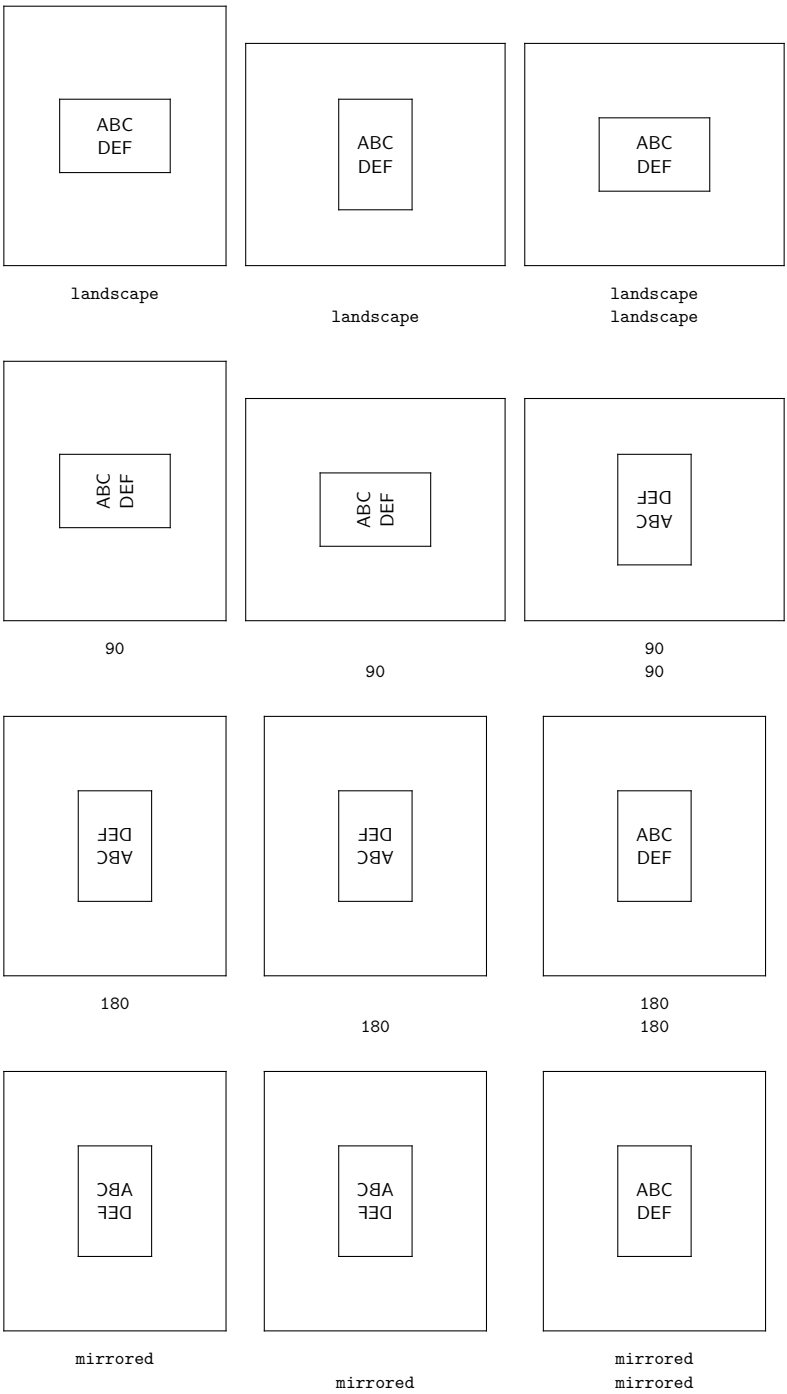 ABC
DEF
ABC
DEF
ABC
DEF
landscape
landscape
landscape
landscape
ABC
DEF
ABC
DEF
ABC
DEF
90
90
90
90
ABC
DEF
ABC
DEF
ABC
DEF
180
180
180
180
ABC
DEF
ABC
DEF
ABC
DEF
mirrored
mirrored
mirrored
mirrored